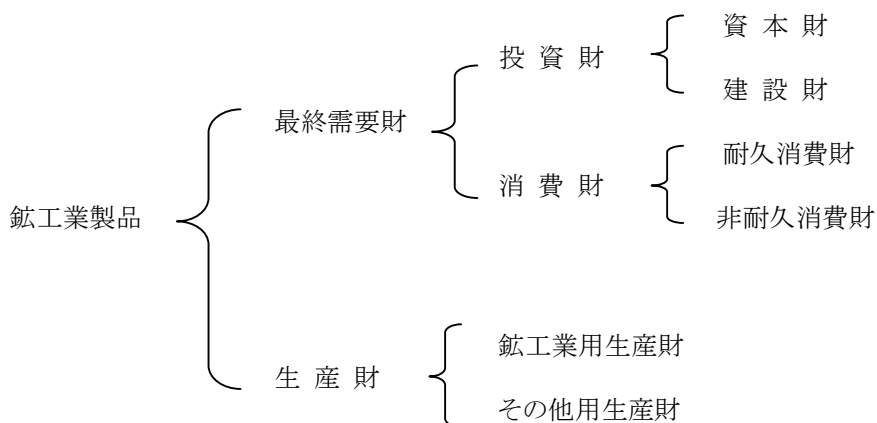 鉱工業製品
最終需要財
投資財
資本財
建設財
消費財
耐久消費財
非耐久消費財
生産財
鉱工業用生産財
その他用生産財